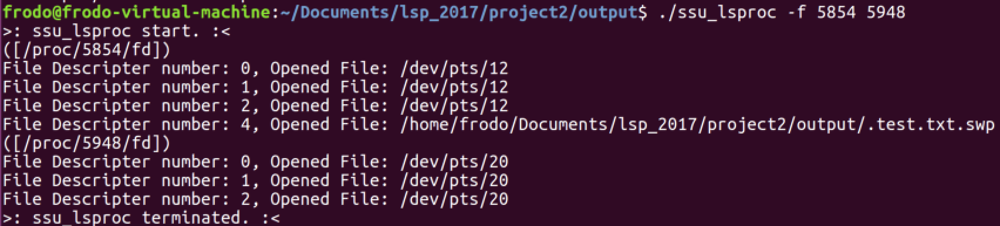 frodo@frodo-virtual-machine:~/Documents/lsp_2017/project2/output$ ./ssu_lsproc -f 5854 5948
>: ssu_lsproc start. :<
([/proc/5854/fd])
File Descripter number: 0, Opened File: /dev/pts/12
File Descripter number: 1, Opened File: /dev/pts/12
File Descripter number: 2, Opened File: /dev/pts/12
File Descripter number: 4, Opened File: /home/frodo/Documents/lsp_2017/project2/output/.test.txt.swp
([/proc/5948/fd])
File Descripter number: 0, Opened File: /dev/pts/20
File Descripter number: 1, Opened File: /dev/pts/20
File Descripter number: 2, Opened File: /dev/pts/20
>: ssu_lsproc terminated. :<